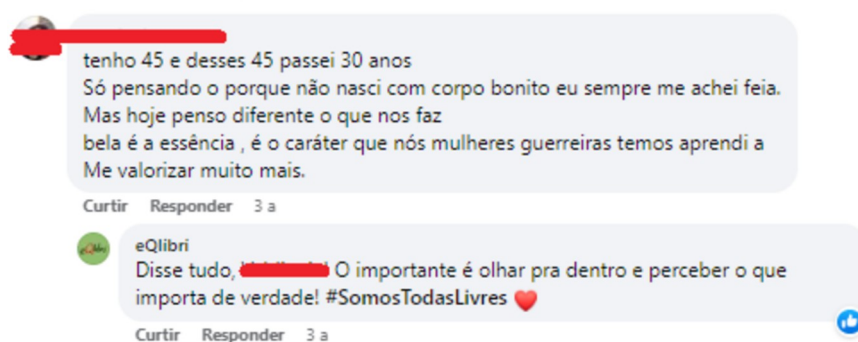 tenho 45 e desses 45 passei 30 anos
Só pensando o porque não nasci com corpo bonito eu sempre me achei feia.
Mas hoje penso diferente o que nos faz
bela é a essência , é o caráter que nós mulheres guerreiras temos aprendi a
Me valorizar muito mais.
Curtir Responder 3 a
eQlibri
Disse tudo, O importante é olhar pra dentro e perceber o que
importa de verdade! #SomosTodasLivres ❤️
Curtir Responder 3 a